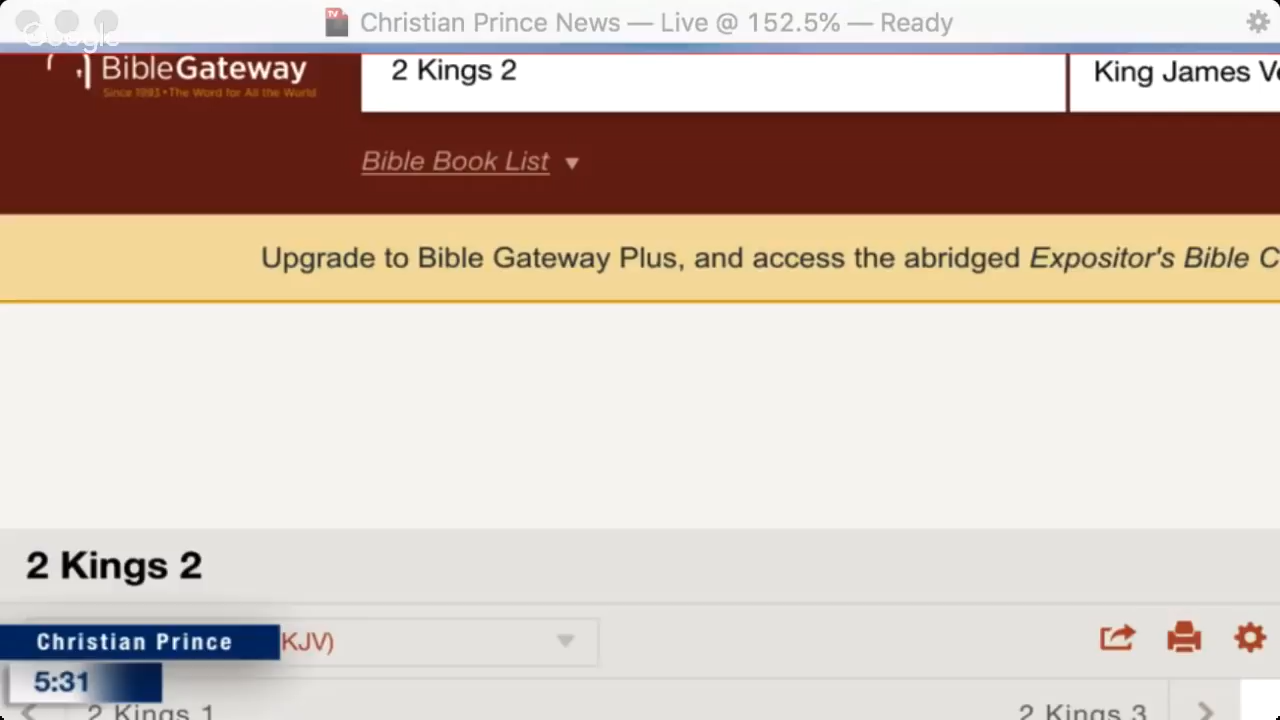 Christian Prince News — Live @ 152.5% — Ready
Google
BibleGateway
Since 1993 • The Word for All the World
2 Kings 2
King James Ve
Bible Book List
Upgrade to Bible Gateway Plus, and access the abridged Expositor's Bible C
2 Kings 2
Christian Prince
KJV)
5:31
2 Kings 1
2 Kings 3